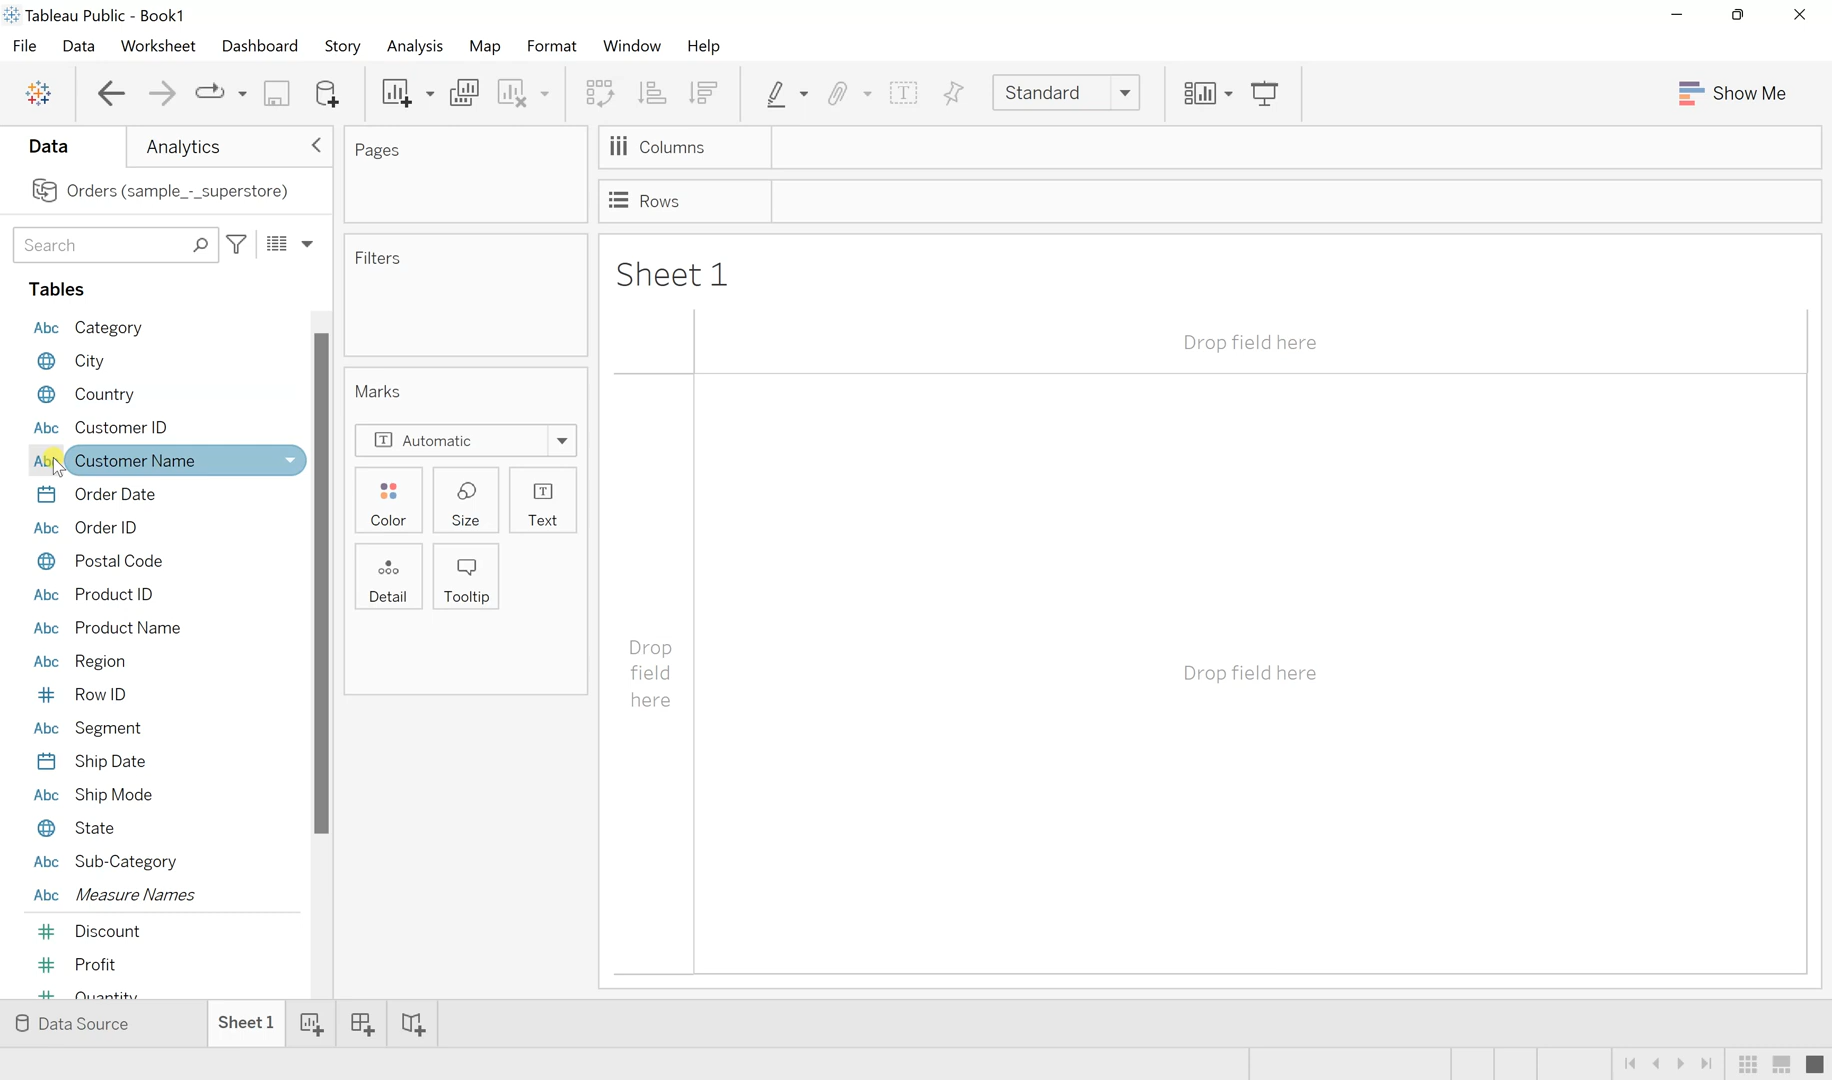 Tableau Public - Book1
File Data Worksheet Dashboard Story Analysis Map Format Window Help
Standard
Show Me
Data
Analytics
Orders (sample_-_superstore)
Search
Tables
Abc Category
City
Country
Abc Customer ID
Abc Customer Name
Order Date
Abc Order ID
Postal Code
Abc Product ID
Abc Product Name
Abc Region
# Row ID
Abc Segment
Ship Date
Abc Ship Mode
State
Abc Sub-Category
Abc Measure Names
# Discount
# Profit
# Quantity
Pages
Filters
Marks
T Automatic
Color
Size
T Text
Detail
Tooltip
Columns
Rows
Sheet 1
Drop field here
Drop
field
here
Drop field here
Data Source
Sheet 1